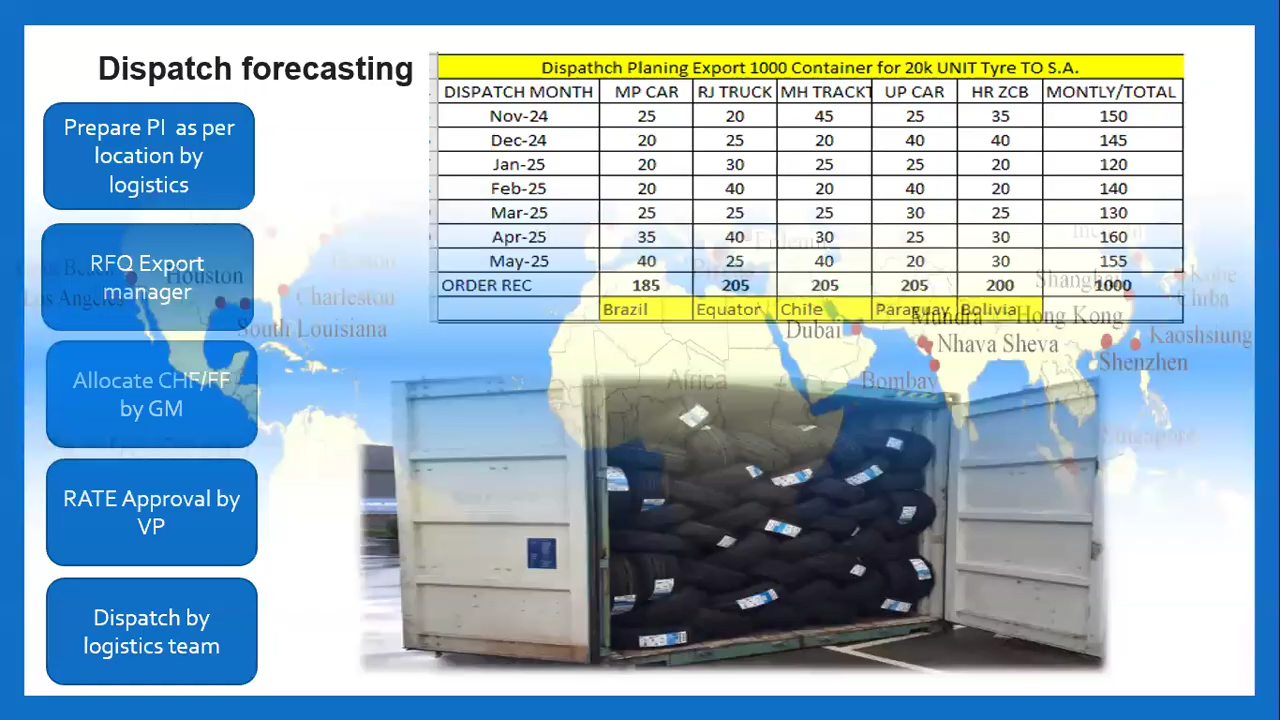 Dispatch forecasting
Prepare PI as per
location by
logistics
RFQ Export
manager
Allocate CHF/FF
by GM
RATE Approval by
VP
Dispatch by
logistics team
Dispathch Planing Export 1000 Container for 20k UNIT Tyre TO S.A.
DISPATCH MONTH MP CAR RJ TRUCK MH TRACKT UP CAR HR ZCB MONTLY/TOTAL
Nov-24 25 20 45 25 35 150
Dec-24 20 25 20 40 40 145
Jan-25 20 30 25 25 20 120
Feb-25 20 40 20 40 20 140
Mar-25 25 25 25 30 25 130
Apr-25 35 40 30 25 30 160
May-25 40 25 40 20 30 155
ORDER REC 185 205 205 205 200 1000
Brazil Equator Chile Paraguay Bolivia
Houston
Los Angeles
Charleston
South Louisiana
Africa
Dubai
Mundra
Nhava Sheva
Bombay
Shanghai
Hong Kong
Kobe
Chiba
Kaoshsiung
Shenzhen
Singapore